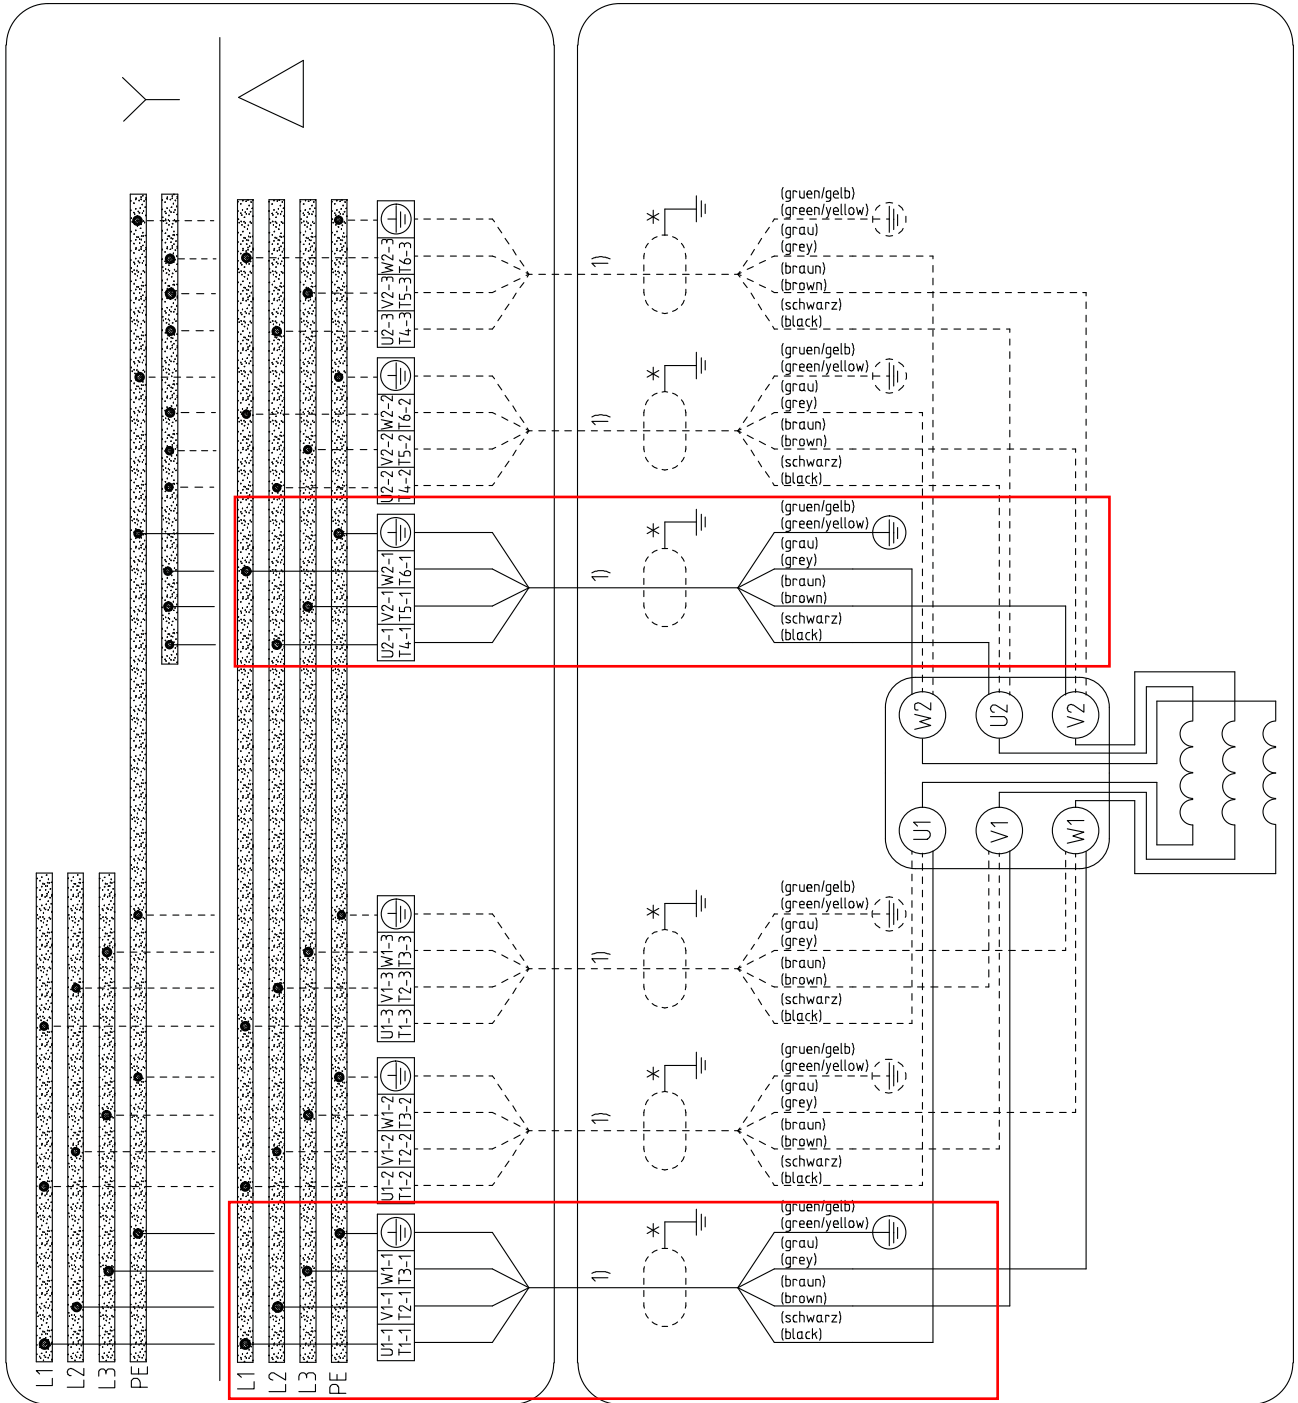 W2-3
T6-3
V2-3
T5-3
U2-3
T4-3
1)
*
(gruen/gelb)
(green/yellow)
(grau)
(grey)
(braun)
(brown)
(schwarz)
(black)
W2-2
T6-2
V2-2
T5-2
U2-2
T4-2
1)
*
(gruen/gelb)
(green/yellow)
(grau)
(grey)
(braun)
(brown)
(schwarz)
(black)
W2-1
T6-1
V2-1
T5-1
U2-1
T4-1
1)
*
(gruen/gelb)
(green/yellow)
(grau)
(grey)
(braun)
(brown)
(schwarz)
(black)
W2
U2
V2
U1
V1
W1
W1-3
T3-3
V1-3
T2-3
U1-3
T1-3
1)
*
(gruen/gelb)
(green/yellow)
(grau)
(grey)
(braun)
(brown)
(schwarz)
(black)
W1-2
T3-2
V1-2
T2-2
U1-2
T1-2
1)
*
(gruen/gelb)
(green/yellow)
(grau)
(grey)
(braun)
(brown)
(schwarz)
(black)
W1-1
T3-1
V1-1
T2-1
U1-1
T1-1
1)
*
(gruen/gelb)
(green/yellow)
(grau)
(grey)
(braun)
(brown)
(schwarz)
(black)
L1
L2
L3
PE
L1
L2
L3
PE